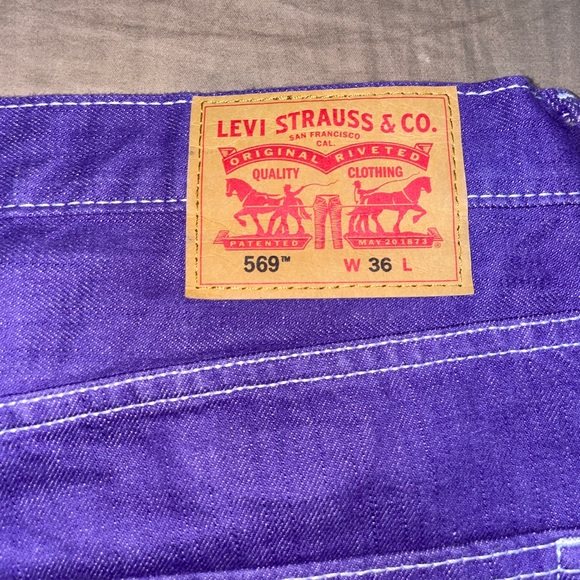 LEVI STRAUSS & CO.
SAN FRANCISCO
CAL.
ORIGINAL RIVETED
QUALITY CLOTHING
PATENTED MAY 20 1873 ®
569™ W 36 L